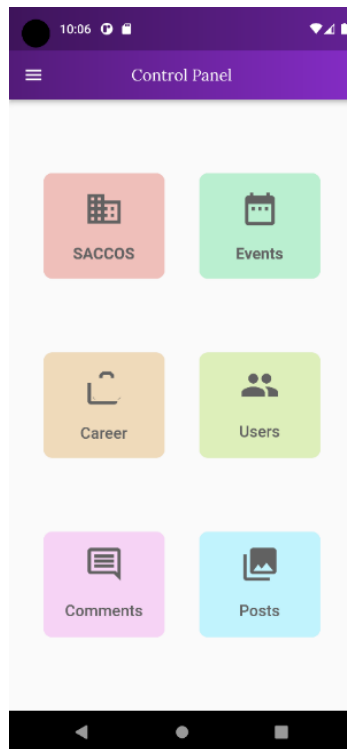 10:06
Control Panel
SACCOS
Events
Career
Users
Comments
Posts